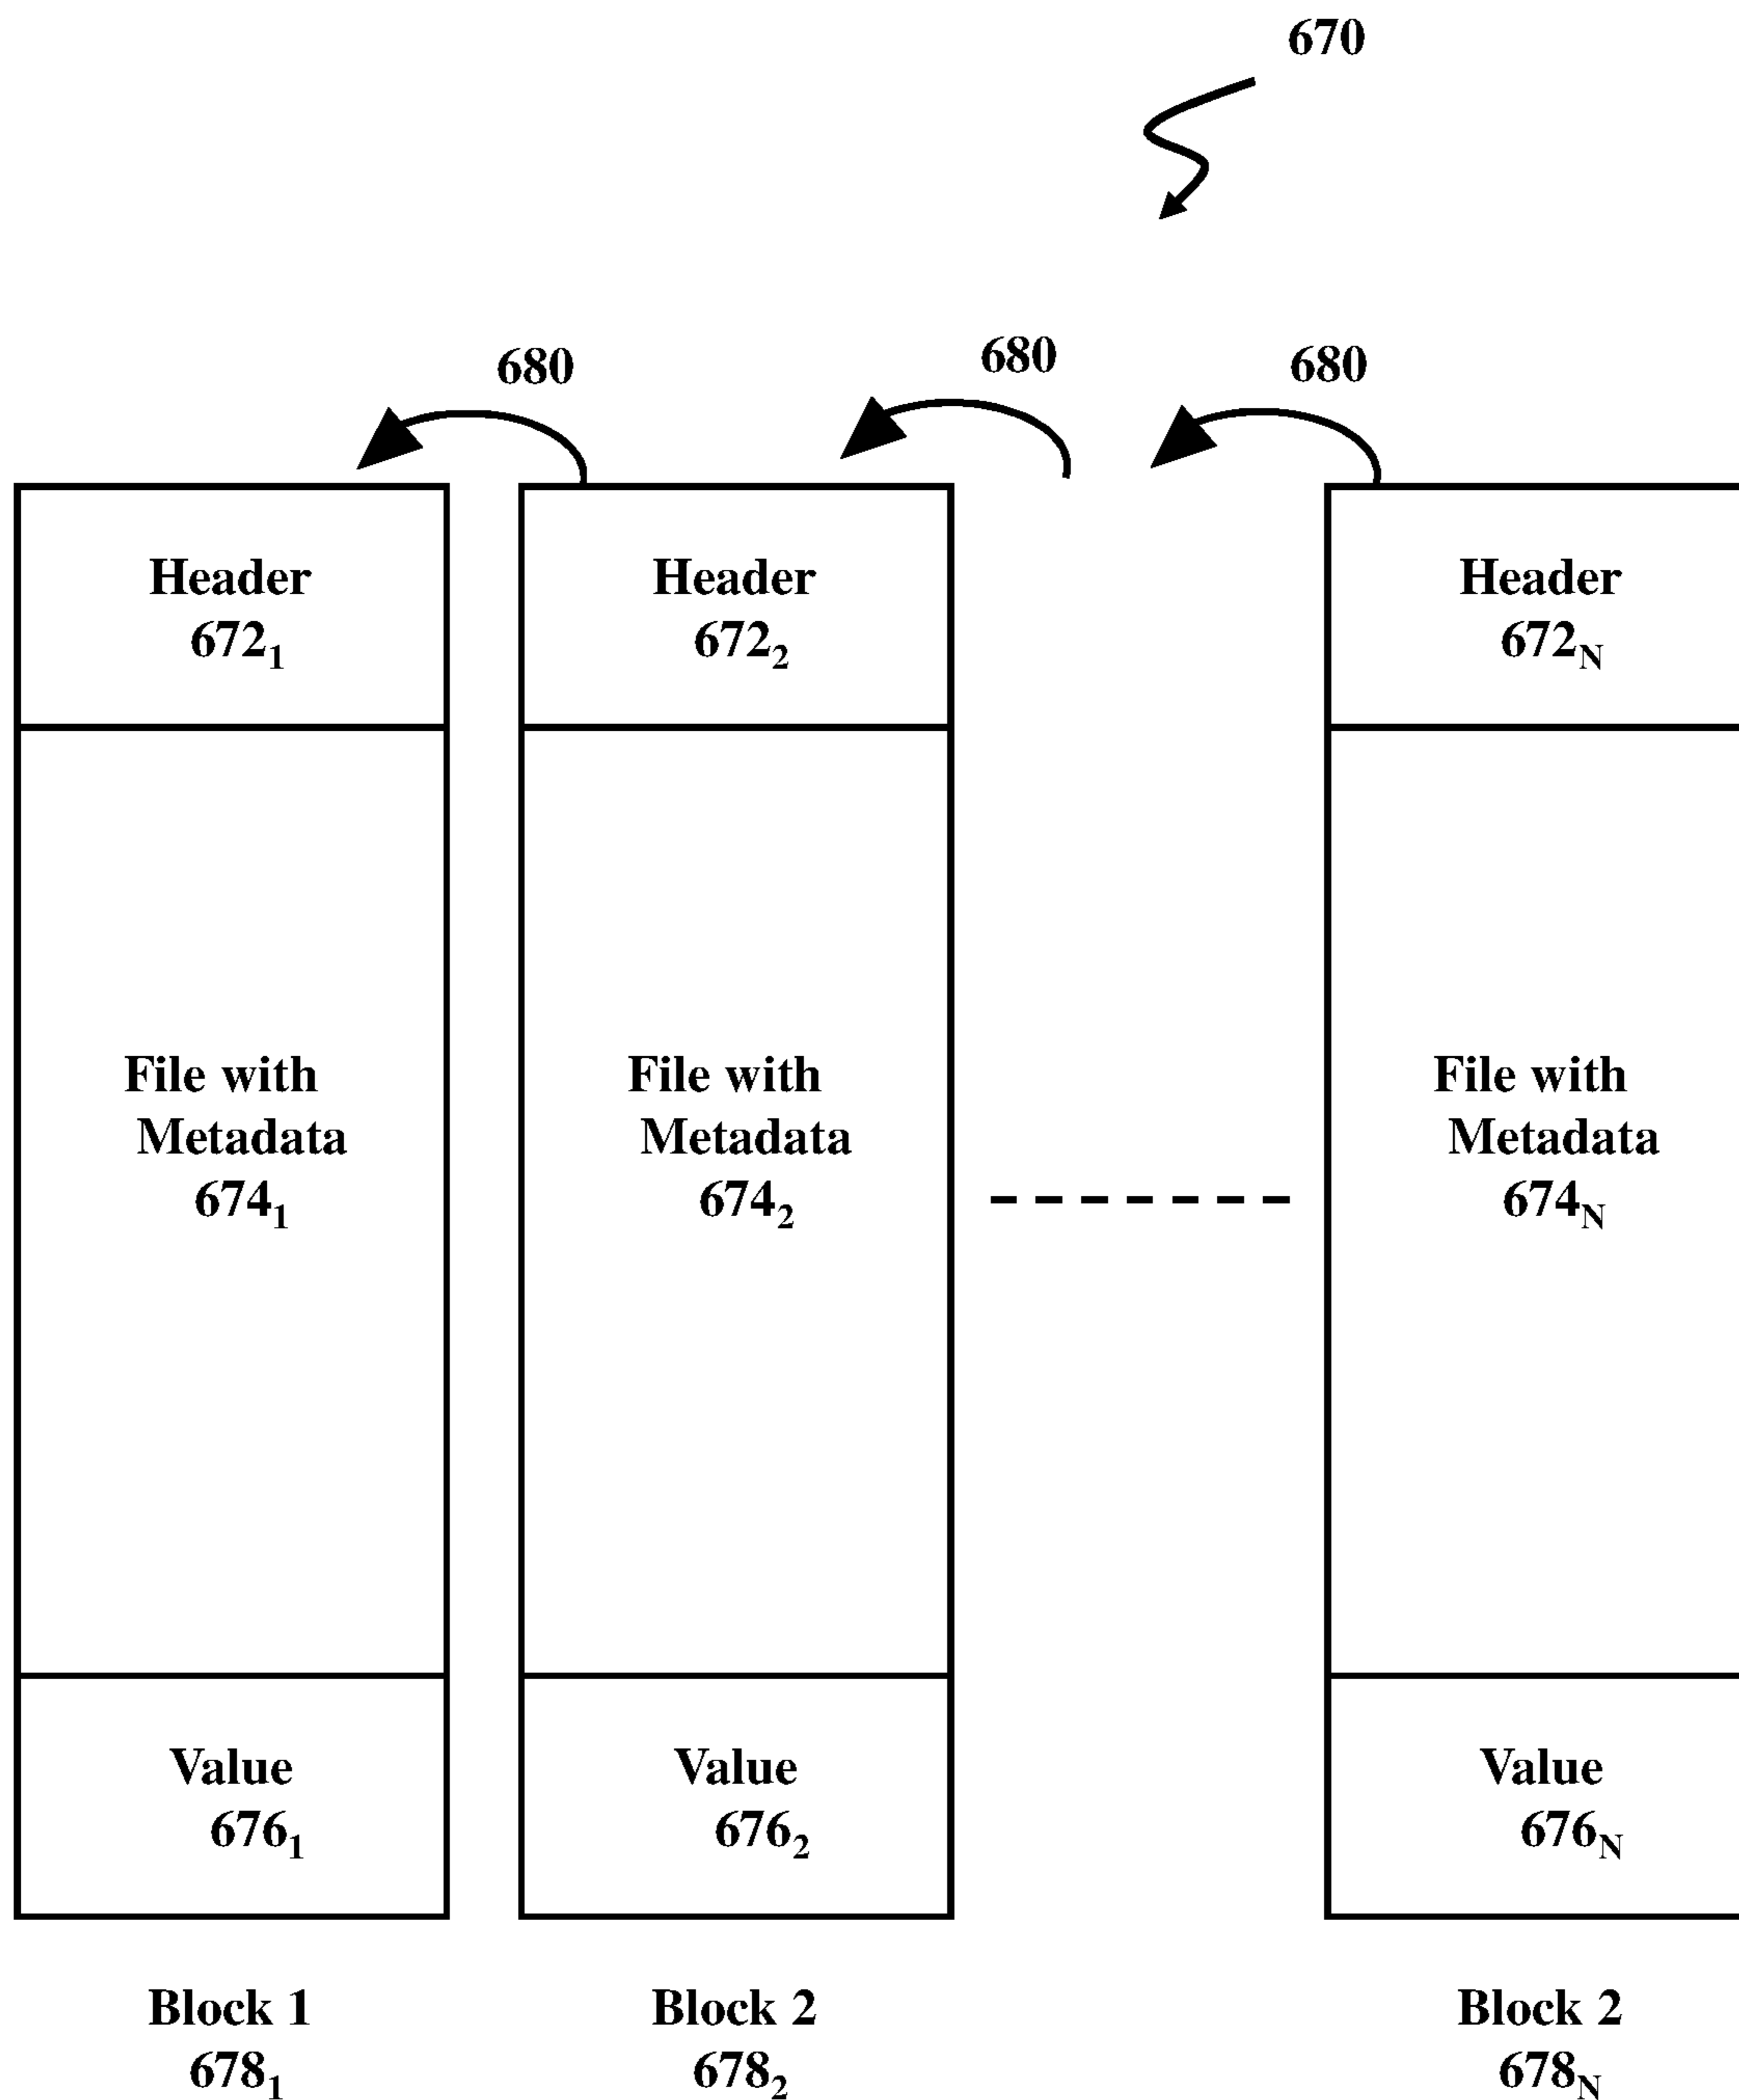 670
680
680
680
Header
672₁
Header
672₂
Header
672N
File with
Metadata
674₁
File with
Metadata
674₂
File with
Metadata
674N
Value
676₁
Value
676₂
Value
676N
Block 1
678₁
Block 2
678₂
Block 2
678N